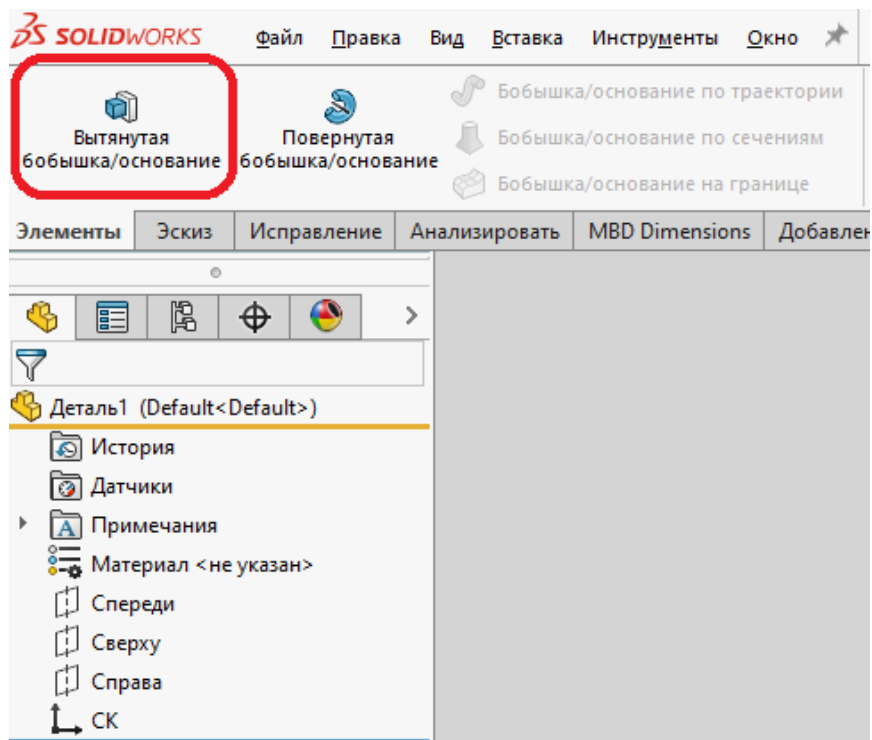 SOLIDWORKS Файл Правка Вид Вставка Инструменты Окно
Вытянутая
бобышка/основание
Повернутая
бобышка/основание
Бобышка/основание по траектории
Бобышка/основание по сечениям
Бобышка/основание на границе
Элементы Эскиз Исправление Анализировать MBD Dimensions Добавлен
Деталь1 (Default<Default>)
История
Датчики
A Примечания
Материал <не указан>
Спереди
Сверху
Справа
СК